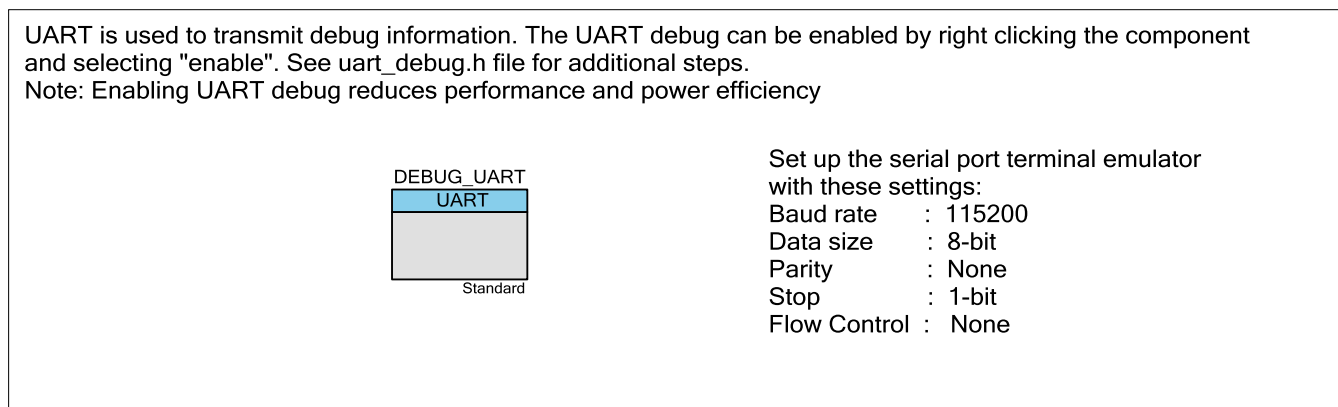 UART is used to transmit debug information. The UART debug can be enabled by right clicking the component
and selecting "enable". See uart_debug.h file for additional steps.
Note: Enabling UART debug reduces performance and power efficiency
DEBUG_UART
UART
Standard
Set up the serial port terminal emulator
with these settings:
Baud rate : 115200
Data size : 8-bit
Parity : None
Stop : 1-bit
Flow Control : None